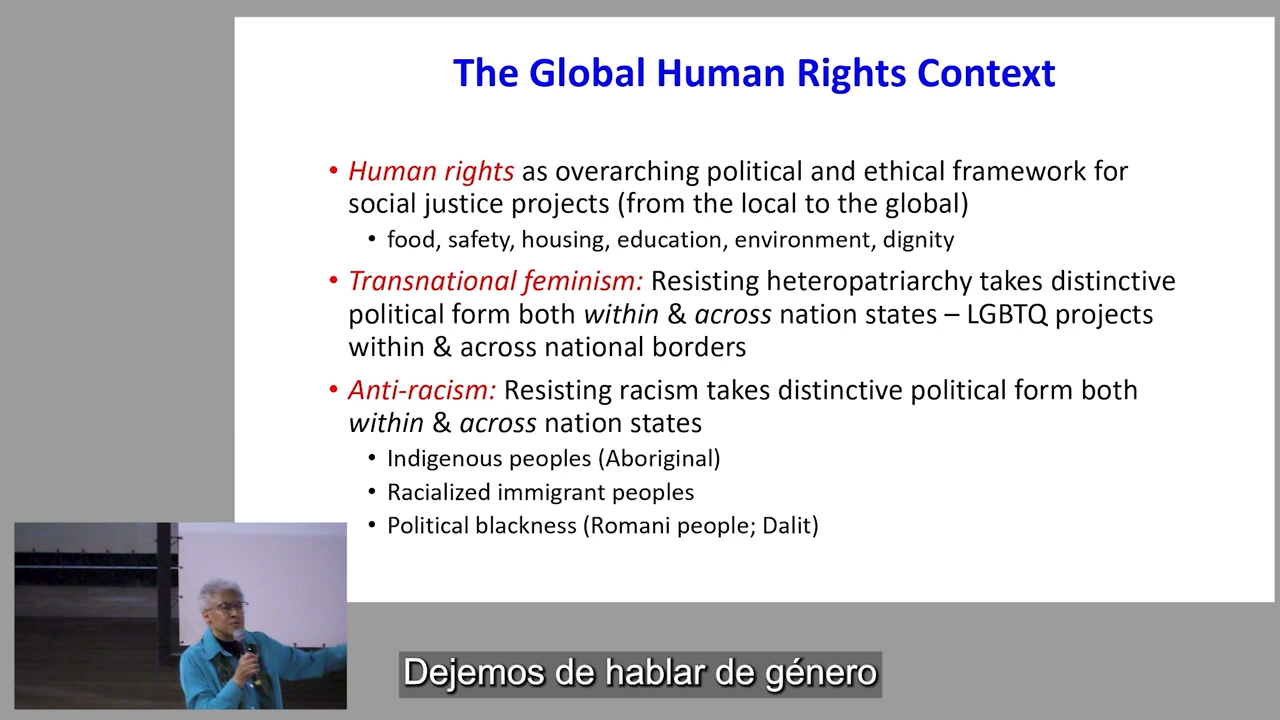 The Global Human Rights Context
• Human rights as overarching political and ethical framework for
social justice projects (from the local to the global)
• food, safety, housing, education, environment, dignity
• Transnational feminism: Resisting heteropatriarchy takes distinctive
political form both within & across nation states – LGBTQ projects
within & across national borders
• Anti-racism: Resisting racism takes distinctive political form both
within & across nation states
• Indigenous peoples (Aboriginal)
• Racialized immigrant peoples
• Political blackness (Romani people; Dalit)
Dejemos de hablar de género